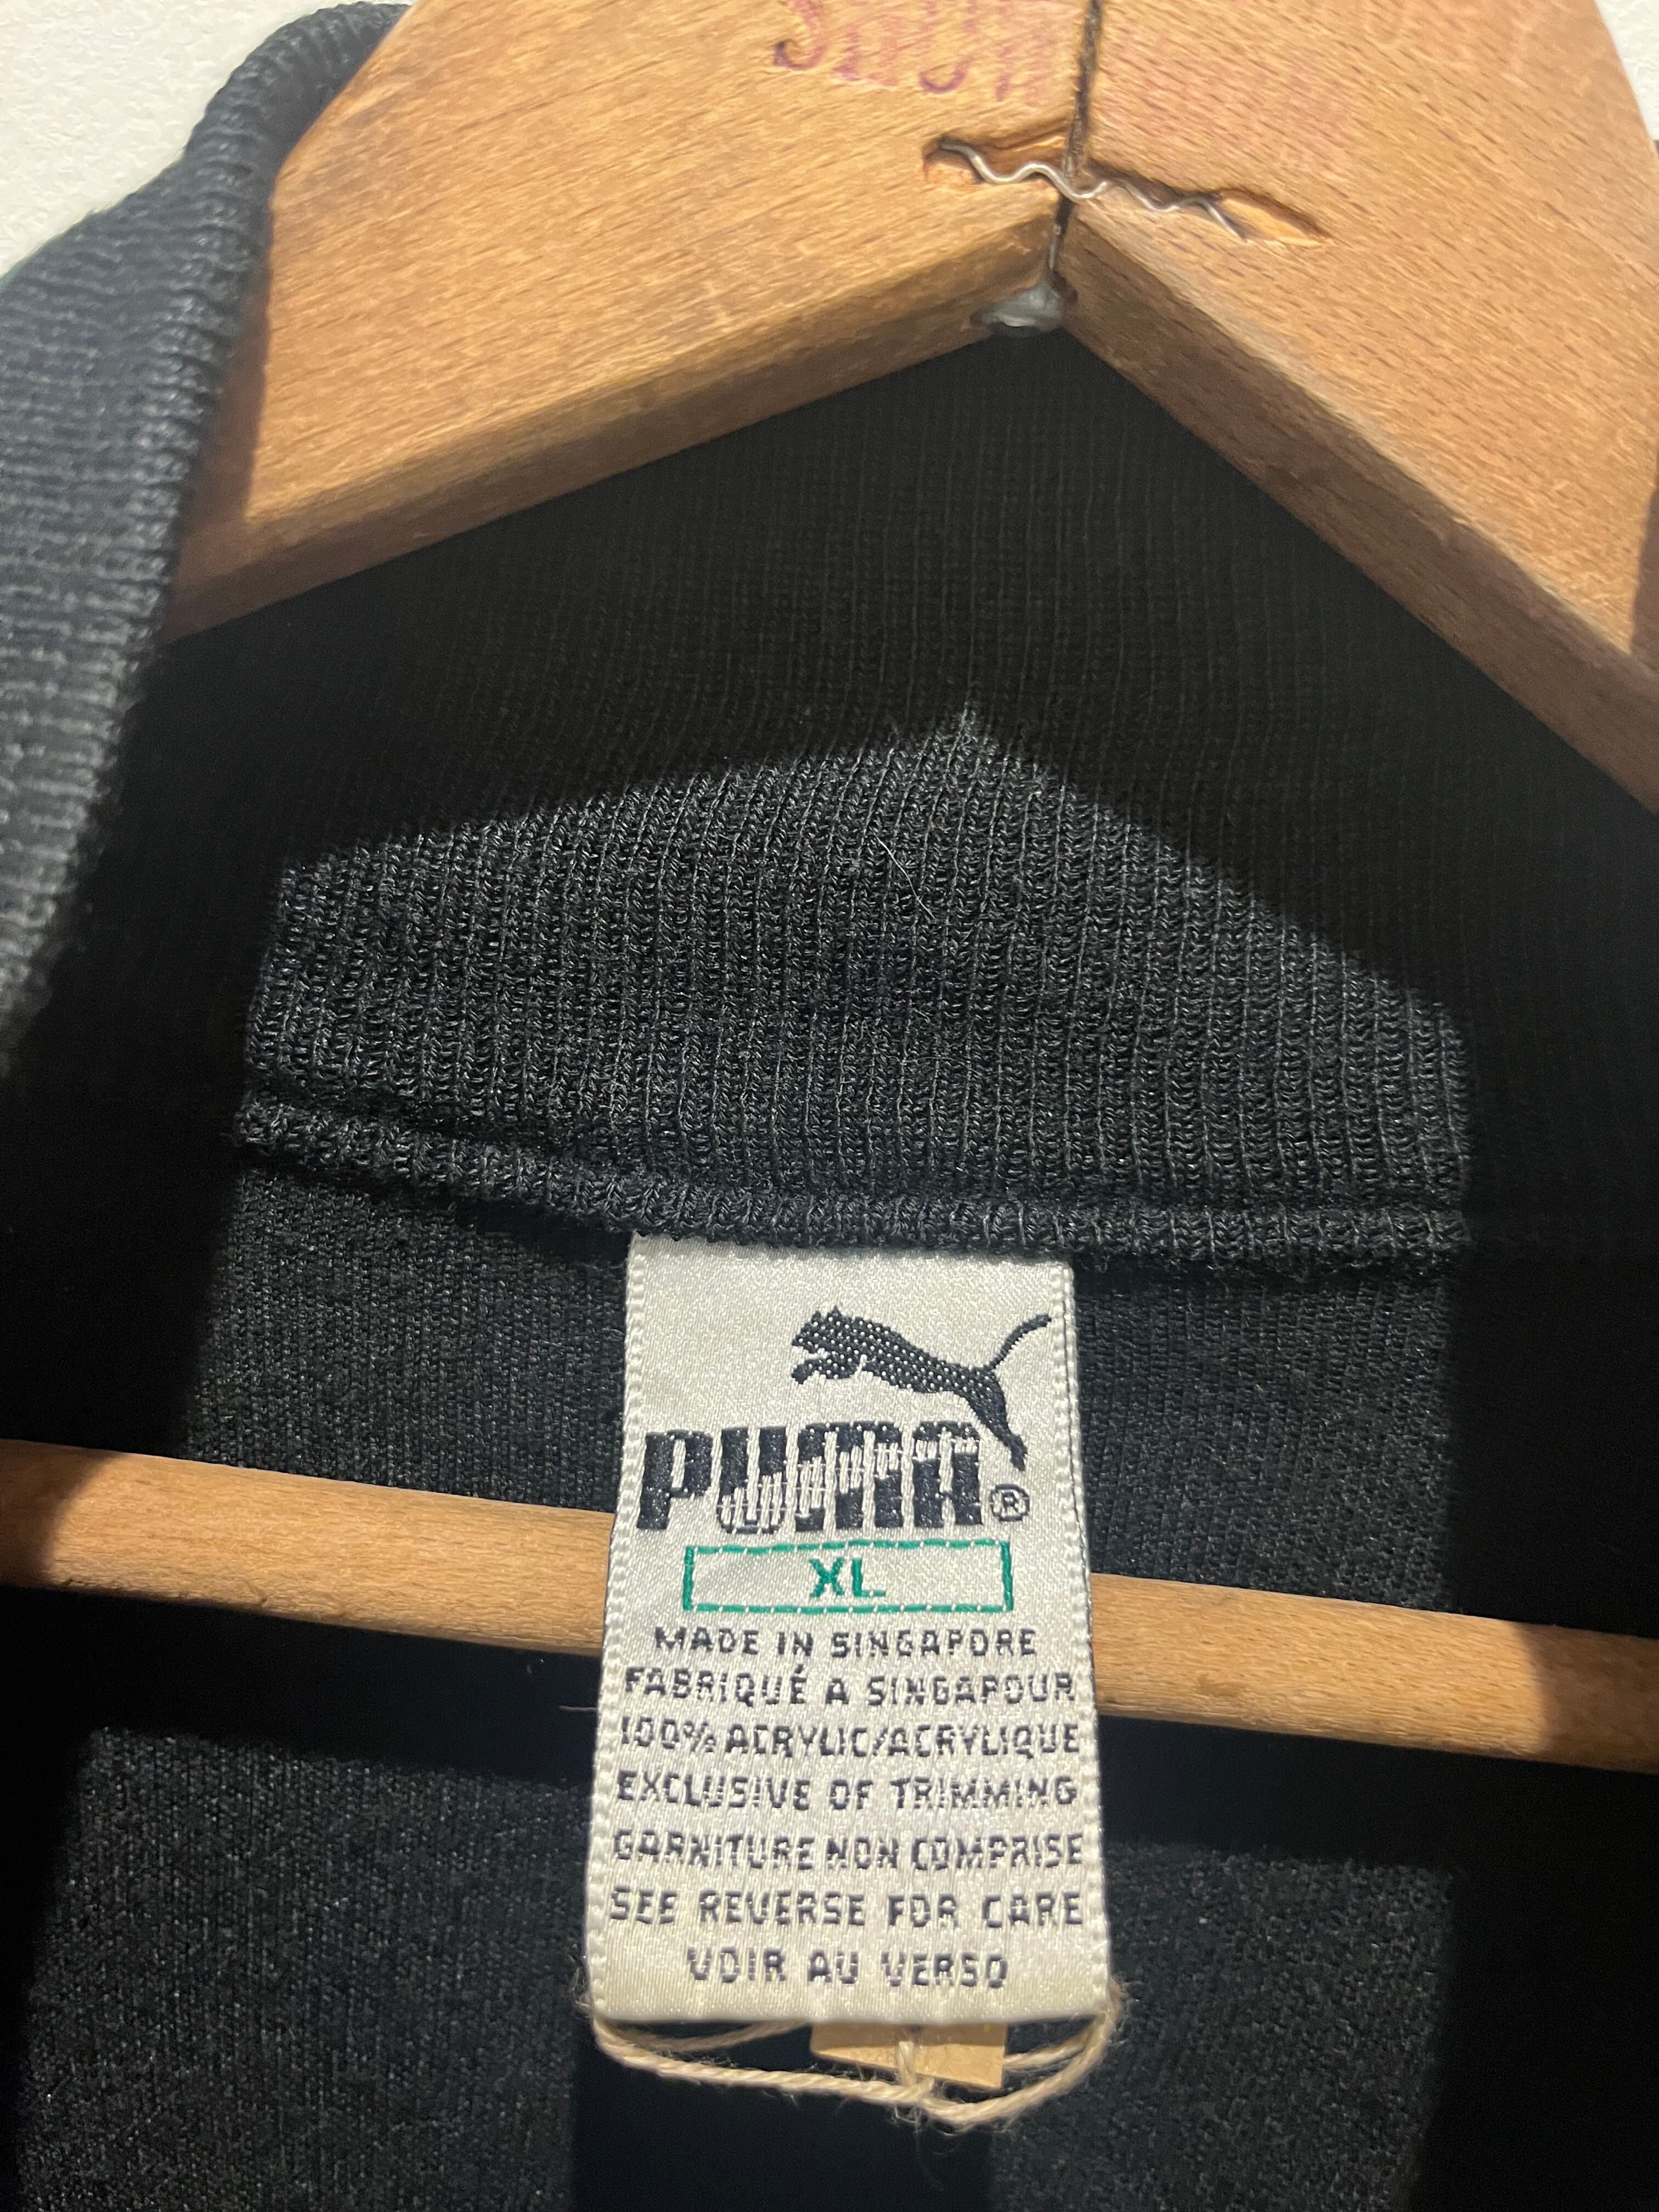 PUMA®
XL
MADE IN SINGAPORE
FABRIQUÉ A SINGAPOUR
100% ACRYLIC/ACRYLIQUE
EXCLUSIVE OF TRIMMING
GARNITURE NON COMPRISE
SEE REVERSE FOR CARE
VOIR AU VERSO